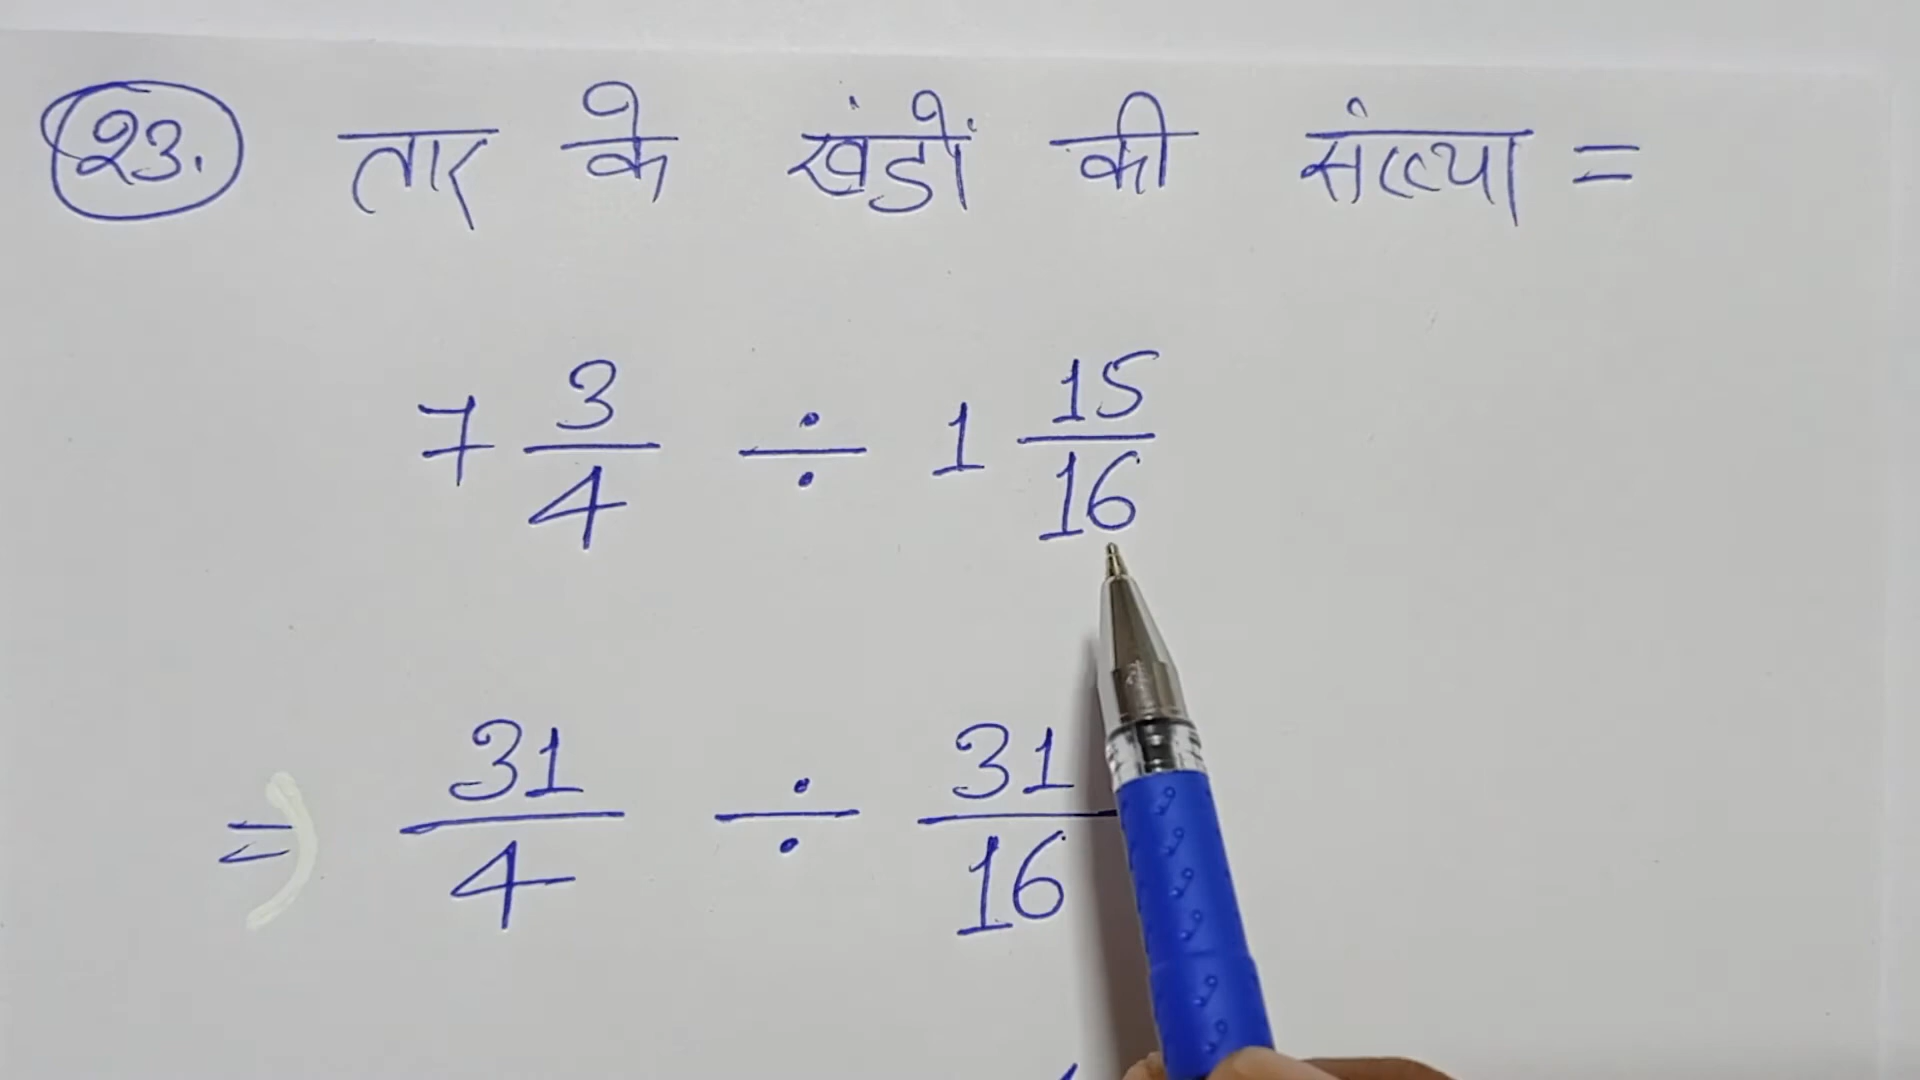 23. तार के खंडों की संख्या =
7 3/4 ÷ 1 15/16
= 31/4 ÷ 31/16